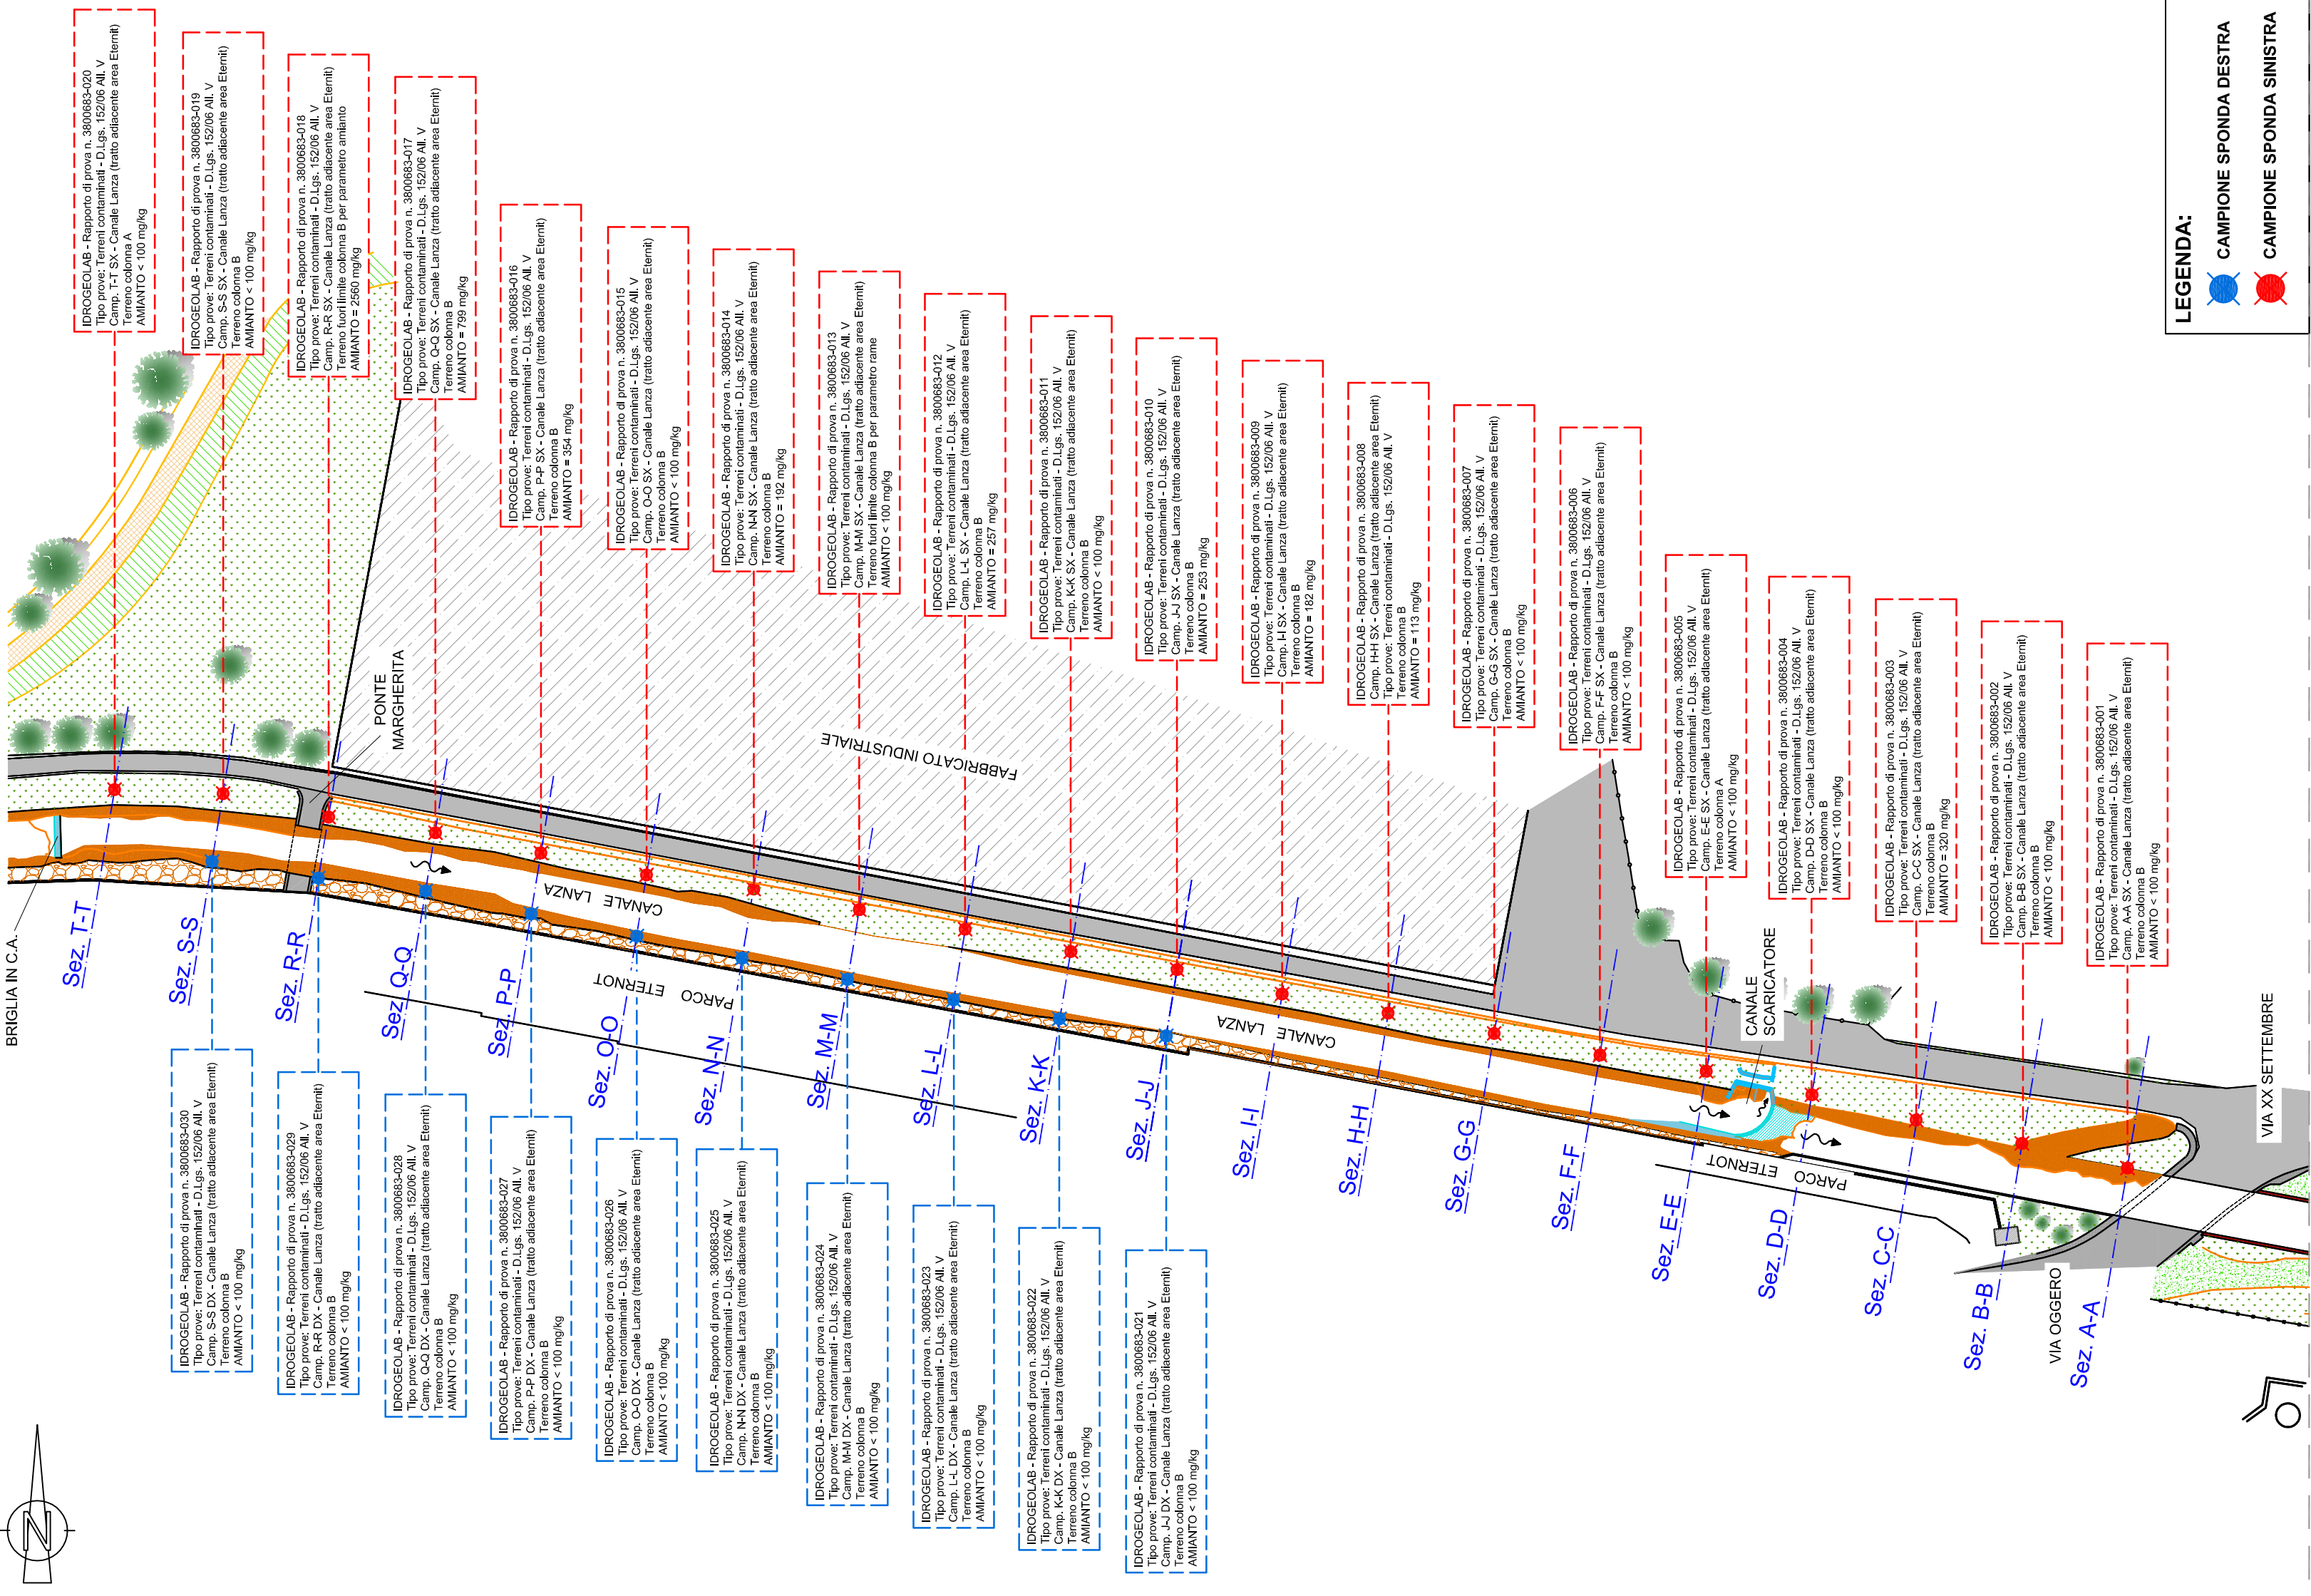 IDROGEOLAB - Rapporto di prova n. 3800683-020
Tipo prove: Terreni contaminati - D.Lgs. 152/06 All. V
Camp. T-T SX - Canale Lanza (tratto adiacente area Eternit)
Terreno colonna A
AMIANTO < 100 mg/kg
IDROGEOLAB - Rapporto di prova n. 3800683-019
Tipo prove: Terreni contaminati - D.Lgs. 152/06 All. V
Camp. S-S SX - Canale Lanza (tratto adiacente area Eternit)
Terreno colonna B
AMIANTO < 100 mg/kg
IDROGEOLAB - Rapporto di prova n. 3800683-018
Tipo prove: Terreni contaminati - D.Lgs. 152/06 All. V
Camp. R-R SX - Canale Lanza (tratto adiacente area Eternit)
Terreno fuori limite colonna B per parametro amianto
AMIANTO = 2560 mg/kg
IDROGEOLAB - Rapporto di prova n. 3800683-017
Tipo prove: Terreni contaminati - D.Lgs. 152/06 All. V
Camp. Q-Q SX - Canale Lanza (tratto adiacente area Eternit)
Terreno colonna B
AMIANTO = 799 mg/kg
IDROGEOLAB - Rapporto di prova n. 3800683-016
Tipo prove: Terreni contaminati - D.Lgs. 152/06 All. V
Camp. P-P SX - Canale Lanza (tratto adiacente area Eternit)
Terreno colonna B
AMIANTO = 354 mg/kg
IDROGEOLAB - Rapporto di prova n. 3800683-015
Tipo prove: Terreni contaminati - D.Lgs. 152/06 All. V
Camp. O-O SX - Canale Lanza (tratto adiacente area Eternit)
Terreno colonna B
AMIANTO < 100 mg/kg
IDROGEOLAB - Rapporto di prova n. 3800683-014
Tipo prove: Terreni contaminati - D.Lgs. 152/06 All. V
Camp. N-N SX - Canale Lanza (tratto adiacente area Eternit)
Terreno colonna B
AMIANTO = 192 mg/kg
IDROGEOLAB - Rapporto di prova n. 3800683-013
Tipo prove: Terreni contaminati - D.Lgs. 152/06 All. V
Camp. M-M SX - Canale Lanza (tratto adiacente area Eternit)
Terreno fuori limite colonna B per parametro rame
AMIANTO < 100 mg/kg
IDROGEOLAB - Rapporto di prova n. 3800683-012
Tipo prove: Terreni contaminati - D.Lgs. 152/06 All. V
Camp. L-L SX - Canale Lanza (tratto adiacente area Eternit)
Terreno colonna B
AMIANTO = 257 mg/kg
IDROGEOLAB - Rapporto di prova n. 3800683-011
Tipo prove: Terreni contaminati - D.Lgs. 152/06 All. V
Camp. K-K SX - Canale Lanza (tratto adiacente area Eternit)
Terreno colonna B
AMIANTO < 100 mg/kg
IDROGEOLAB - Rapporto di prova n. 3800683-010
Tipo prove: Terreni contaminati - D.Lgs. 152/06 All. V
Camp. J-J SX - Canale Lanza (tratto adiacente area Eternit)
Terreno colonna B
AMIANTO = 253 mg/kg
IDROGEOLAB - Rapporto di prova n. 3800683-009
Tipo prove: Terreni contaminati - D.Lgs. 152/06 All. V
Camp. I-I SX - Canale Lanza (tratto adiacente area Eternit)
Terreno colonna B
AMIANTO = 182 mg/kg
IDROGEOLAB - Rapporto di prova n. 3800683-008
Camp. H-H SX - Canale Lanza (tratto adiacente area Eternit)
Tipo prove: Terreni contaminati - D.Lgs. 152/06 All. V
Terreno colonna B
AMIANTO = 113 mg/kg
IDROGEOLAB - Rapporto di prova n. 3800683-007
Tipo prove: Terreni contaminati - D.Lgs. 152/06 All. V
Camp. G-G SX - Canale Lanza (tratto adiacente area Eternit)
Terreno colonna B
AMIANTO < 100 mg/kg
IDROGEOLAB - Rapporto di prova n. 3800683-006
Tipo prove: Terreni contaminati - D.Lgs. 152/06 All. V
Camp. F-F SX - Canale Lanza (tratto adiacente area Eternit)
Terreno colonna B
AMIANTO < 100 mg/kg
IDROGEOLAB - Rapporto di prova n. 3800683-005
Tipo prove: Terreni contaminati - D.Lgs. 152/06 All. V
Camp. E-E SX - Canale Lanza (tratto adiacente area Eternit)
Terreno colonna A
AMIANTO < 100 mg/kg
IDROGEOLAB - Rapporto di prova n. 3800683-004
Tipo prove: Terreni contaminati - D.Lgs. 152/06 All. V
Camp. D-D SX - Canale Lanza (tratto adiacente area Eternit)
Terreno colonna B
AMIANTO < 100 mg/kg
IDROGEOLAB - Rapporto di prova n. 3800683-003
Tipo prove: Terreni contaminati - D.Lgs. 152/06 All. V
Camp. C-C SX - Canale Lanza (tratto adiacente area Eternit)
Terreno colonna B
AMIANTO = 320 mg/kg
IDROGEOLAB - Rapporto di prova n. 3800683-002
Tipo prove: Terreni contaminati - D.Lgs. 152/06 All. V
Camp. B-B SX - Canale Lanza (tratto adiacente area Eternit)
Terreno colonna B
AMIANTO < 100 mg/kg
IDROGEOLAB - Rapporto di prova n. 3800683-001
Tipo prove: Terreni contaminati - D.Lgs. 152/06 All. V
Camp. A-A SX - Canale Lanza (tratto adiacente area Eternit)
Terreno colonna B
AMIANTO < 100 mg/kg
LEGENDA:
CAMPIONE SPONDA DESTRA
CAMPIONE SPONDA SINISTRA
PONTE
MARGHERITA
FABBRICATO INDUSTRIALE
CANALE LANZA
CANALE LANZA
PARCO ETERNOT
PARCO ETERNOT
CANALE
SCARICATORE
BRIGLIA IN C.A.
VIA XX SETTEMBRE
VIA OGGERO
Sez. T-T
Sez. S-S
Sez. R-R
Sez. Q-Q
Sez. P-P
Sez. O-O
Sez. N-N
Sez. M-M
Sez. L-L
Sez. K-K
Sez. J-J
Sez. I-I
Sez. H-H
Sez. G-G
Sez. F-F
Sez. E-E
Sez. D-D
Sez. C-C
Sez. B-B
Sez. A-A
IDROGEOLAB - Rapporto di prova n. 3800683-030
Tipo prove: Terreni contaminati - D.Lgs. 152/06 All. V
Camp. S-S DX - Canale Lanza (tratto adiacente area Eternit)
Terreno colonna B
AMIANTO < 100 mg/kg
IDROGEOLAB - Rapporto di prova n. 3800683-029
Tipo prove: Terreni contaminati - D.Lgs. 152/06 All. V
Camp. R-R DX - Canale Lanza (tratto adiacente area Eternit)
Terreno colonna B
AMIANTO < 100 mg/kg
IDROGEOLAB - Rapporto di prova n. 3800683-028
Tipo prove: Terreni contaminati - D.Lgs. 152/06 All. V
Camp. Q-Q DX - Canale Lanza (tratto adiacente area Eternit)
Terreno colonna B
AMIANTO < 100 mg/kg
IDROGEOLAB - Rapporto di prova n. 3800683-027
Tipo prove: Terreni contaminati - D.Lgs. 152/06 All. V
Camp. P-P DX - Canale Lanza (tratto adiacente area Eternit)
Terreno colonna B
AMIANTO < 100 mg/kg
IDROGEOLAB - Rapporto di prova n. 3800683-026
Tipo prove: Terreni contaminati - D.Lgs. 152/06 All. V
Camp. O-O DX - Canale Lanza (tratto adiacente area Eternit)
Terreno colonna B
AMIANTO < 100 mg/kg
IDROGEOLAB - Rapporto di prova n. 3800683-025
Tipo prove: Terreni contaminati - D.Lgs. 152/06 All. V
Camp. N-N DX - Canale Lanza (tratto adiacente area Eternit)
Terreno colonna B
AMIANTO < 100 mg/kg
IDROGEOLAB - Rapporto di prova n. 3800683-024
Tipo prove: Terreni contaminati - D.Lgs. 152/06 All. V
Camp. M-M DX - Canale Lanza (tratto adiacente area Eternit)
Terreno colonna B
AMIANTO < 100 mg/kg
IDROGEOLAB - Rapporto di prova n. 3800683-023
Tipo prove: Terreni contaminati - D.Lgs. 152/06 All. V
Camp. L-L DX - Canale Lanza (tratto adiacente area Eternit)
Terreno colonna B
AMIANTO < 100 mg/kg
IDROGEOLAB - Rapporto di prova n. 3800683-022
Tipo prove: Terreni contaminati - D.Lgs. 152/06 All. V
Camp. K-K DX - Canale Lanza (tratto adiacente area Eternit)
Terreno colonna B
AMIANTO < 100 mg/kg
IDROGEOLAB - Rapporto di prova n. 3800683-021
Tipo prove: Terreni contaminati - D.Lgs. 152/06 All. V
Camp. J-J DX - Canale Lanza (tratto adiacente area Eternit)
Terreno colonna B
AMIANTO < 100 mg/kg
N